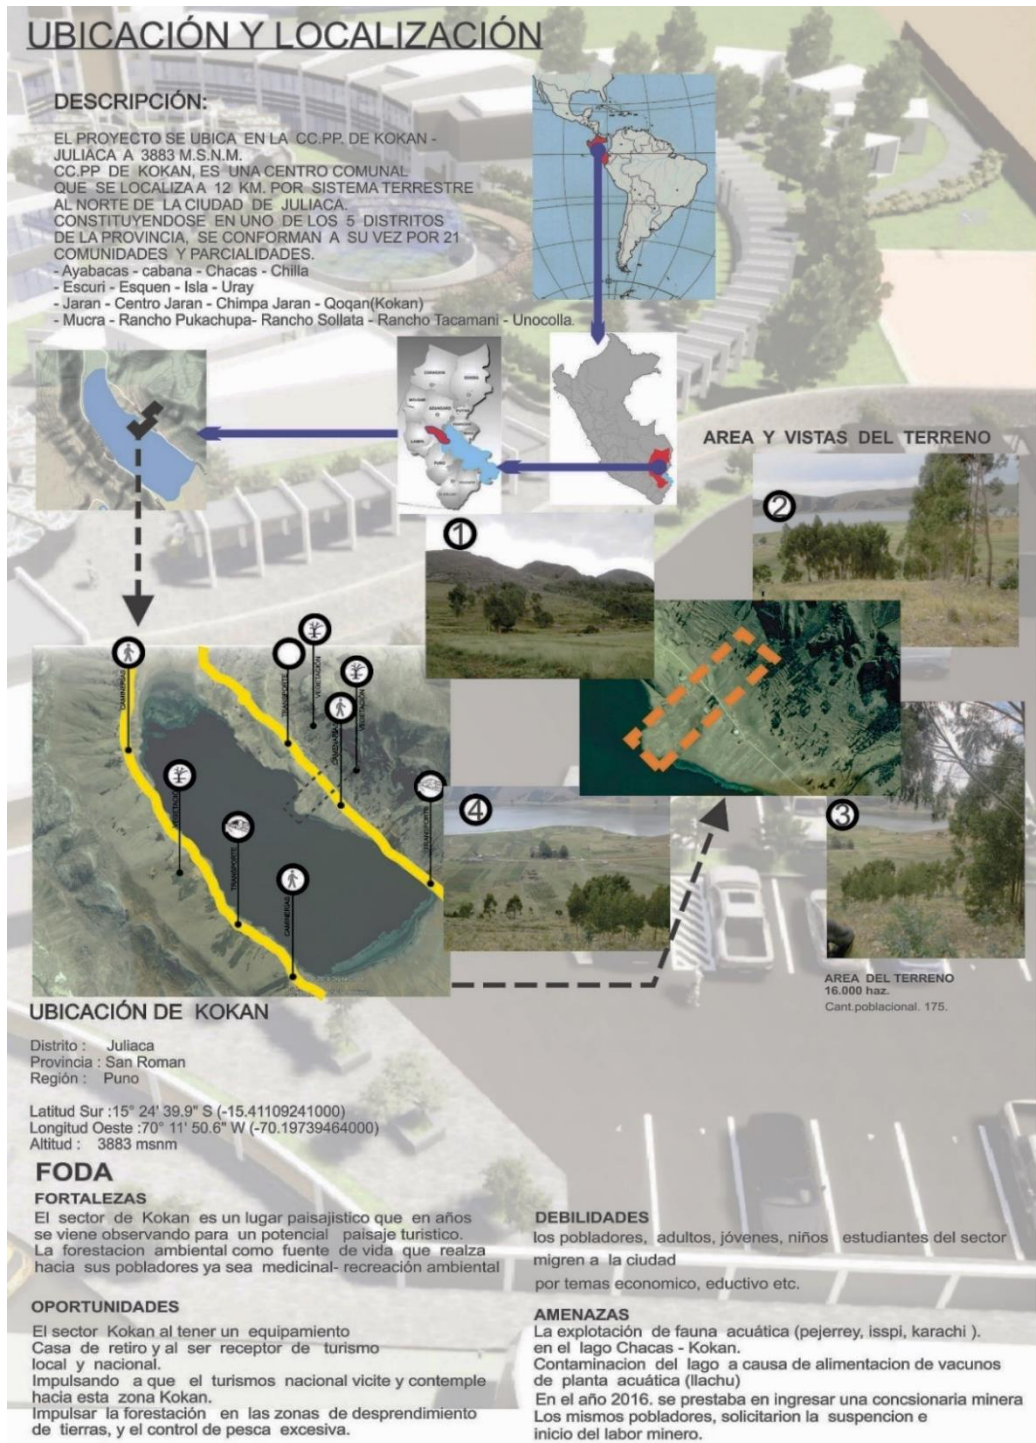 UBICACIÓN Y LOCALIZACIÓN
DESCRIPCIÓN:
EL PROYECTO SE UBICA EN LA CC.PP. DE KOKAN -
JULIACA A 3883 M.S.N.M.
CC.PP DE KOKAN, ES UNA CENTRO COMUNAL
QUE SE LOCALIZA A 12 KM. POR SISTEMA TERRESTRE
AL NORTE DE LA CIUDAD DE JULIACA.
CONSTITUYENDOSE EN UNO DE LOS 5 DISTRITOS
DE LA PROVINCIA, SE CONFORMAN A SU VEZ POR 21
COMUNIDADES Y PARCIALIDADES.
- Ayabacas - cabana - Chacas - Chilla
- Escuri - Esquen - Isla - Uray
- Jaran - Centro Jaran - Chimpa Jaran - Qoqan(Kokan)
- Mucra - Rancho Pukachupa- Rancho Sollata - Rancho Tacamani - Unocolla.
LAMPA
PUNO
AREA Y VISTAS DEL TERRENO
1
2
3
4
CAMINERÍAS
TRANSPORTE
VEGETACIÓN
CAMINERÍAS
VEGETACIÓN
VEGETACIÓN
TRANSPORTE
CAMINERÍAS
TRANSPORTE
AREA DEL TERRENO
16.000 haz.
Cant.poblacional. 175.
UBICACIÓN DE KOKAN
Distrito : Juliaca
Provincia : San Roman
Región : Puno
Latitud Sur :15° 24' 39.9" S (-15.41109241000)
Longitud Oeste :70° 11' 50.6" W (-70.19739464000)
Altitud : 3883 msnm
FODA
FORTALEZAS
El sector de Kokan es un lugar paisajistico que en años
se viene observando para un potencial paisaje turistico.
La forestacion ambiental como fuente de vida que realza
hacia sus pobladores ya sea medicinal- recreación ambiental
OPORTUNIDADES
El sector Kokan al tener un equipamiento
Casa de retiro y al ser receptor de turismo
local y nacional.
Impulsando a que el turismos nacional vicite y contemple
hacia esta zona Kokan.
Impulsar la forestación en las zonas de desprendimiento
de tierras, y el control de pesca excesiva.
DEBILIDADES
los pobladores, adultos, jóvenes, niños estudiantes del sector
migren a la ciudad
por temas economico, eductivo etc.
AMENAZAS
La explotación de fauna acuática (pejerrey, isspi, karachi ).
en el lago Chacas - Kokan.
Contaminacion del lago a causa de alimentacion de vacunos
de planta acuática (llachu)
En el año 2016. se prestaba en ingresar una concsionaria minera
Los mismos pobladores, solicitarion la suspencion e
inicio del labor minero.